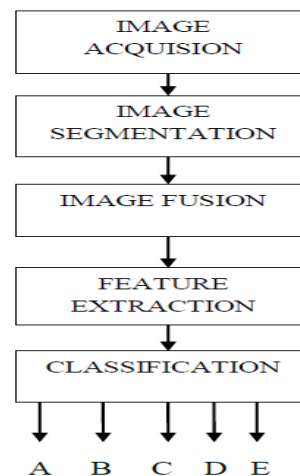 IMAGE
ACQUISION
IMAGE
SEGMENTATION
IMAGE FUSION
FEATURE
EXTRACTION
CLASSIFICATION
A B C D E